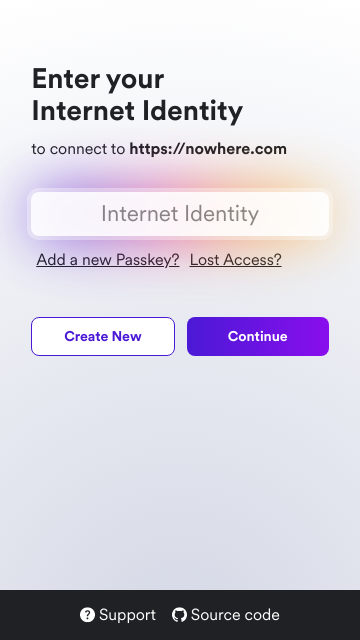 Enter your
Internet Identity
to connect to https://nowhere.com
Internet Identity
Add a new Passkey? Lost Access?
Create New Continue
Support Source code